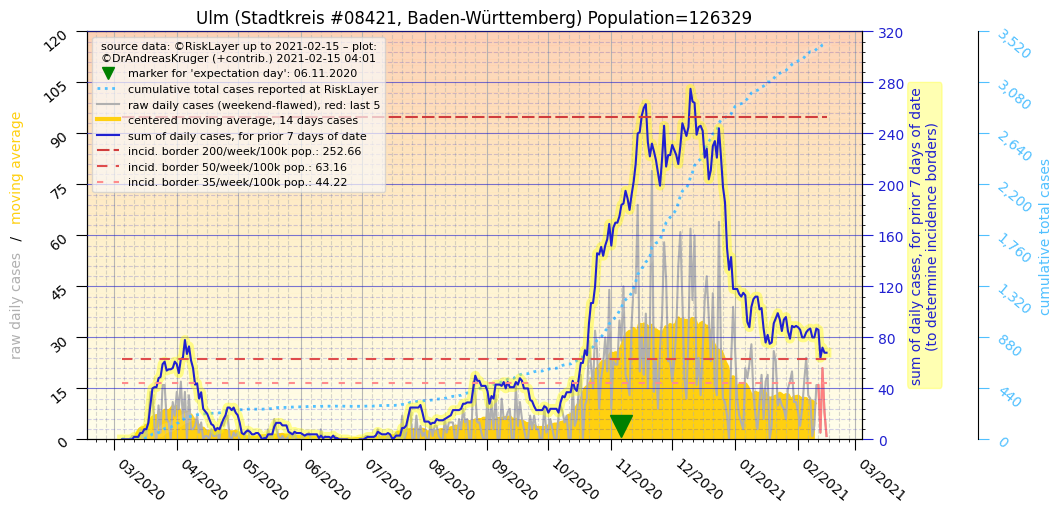 Ulm (Stadtkreis #08421, Baden-Württemberg) Population=126329
source data: ©RiskLayer up to 2021-02-15 – plot:
©DrAndreasKruger (+contrib.) 2021-02-15 04:01
marker for 'expectation day': 06.11.2020
cumulative total cases reported at RiskLayer
raw daily cases (weekend-flawed), red: last 5
centered moving average, 14 days cases
sum of daily cases, for prior 7 days of date
incid. border 200/week/100k pop.: 252.66
incid. border 50/week/100k pop.: 63.16
incid. border 35/week/100k pop.: 44.22
raw daily cases / moving average
120
105
90
75
60
45
30
15
0
03/2020
04/2020
05/2020
06/2020
07/2020
08/2020
09/2020
10/2020
11/2020
12/2020
01/2021
02/2021
03/2021
320
280
240
200
160
120
80
40
0
sum of daily cases, for prior 7 days of date
(to determine incidence borders)
3,520
3,080
2,640
2,200
1,760
1,320
880
440
0
cumulative total cases